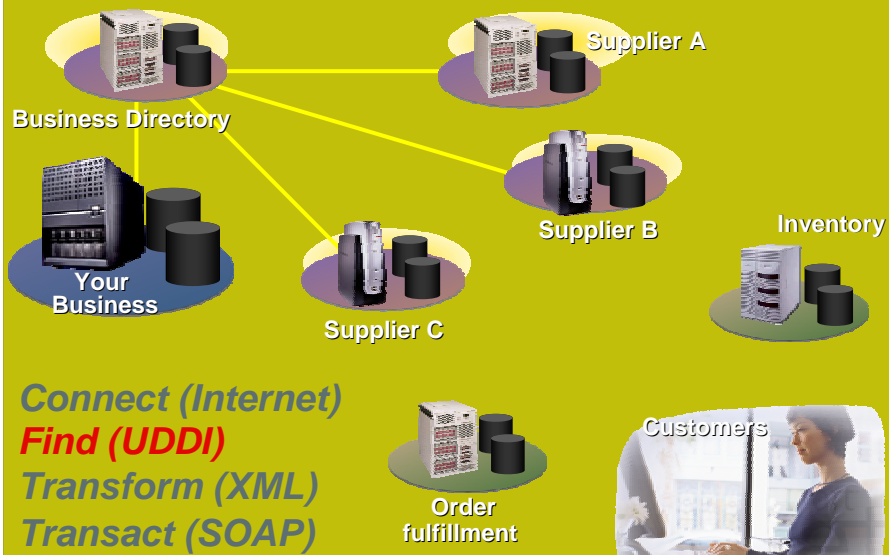 Supplier A
Business Directory
Supplier B
Inventory
Your
Business
Supplier C
Connect (Internet)
Find (UDDI)
Transform (XML)
Transact (SOAP)
Customers
Order
fulfillment